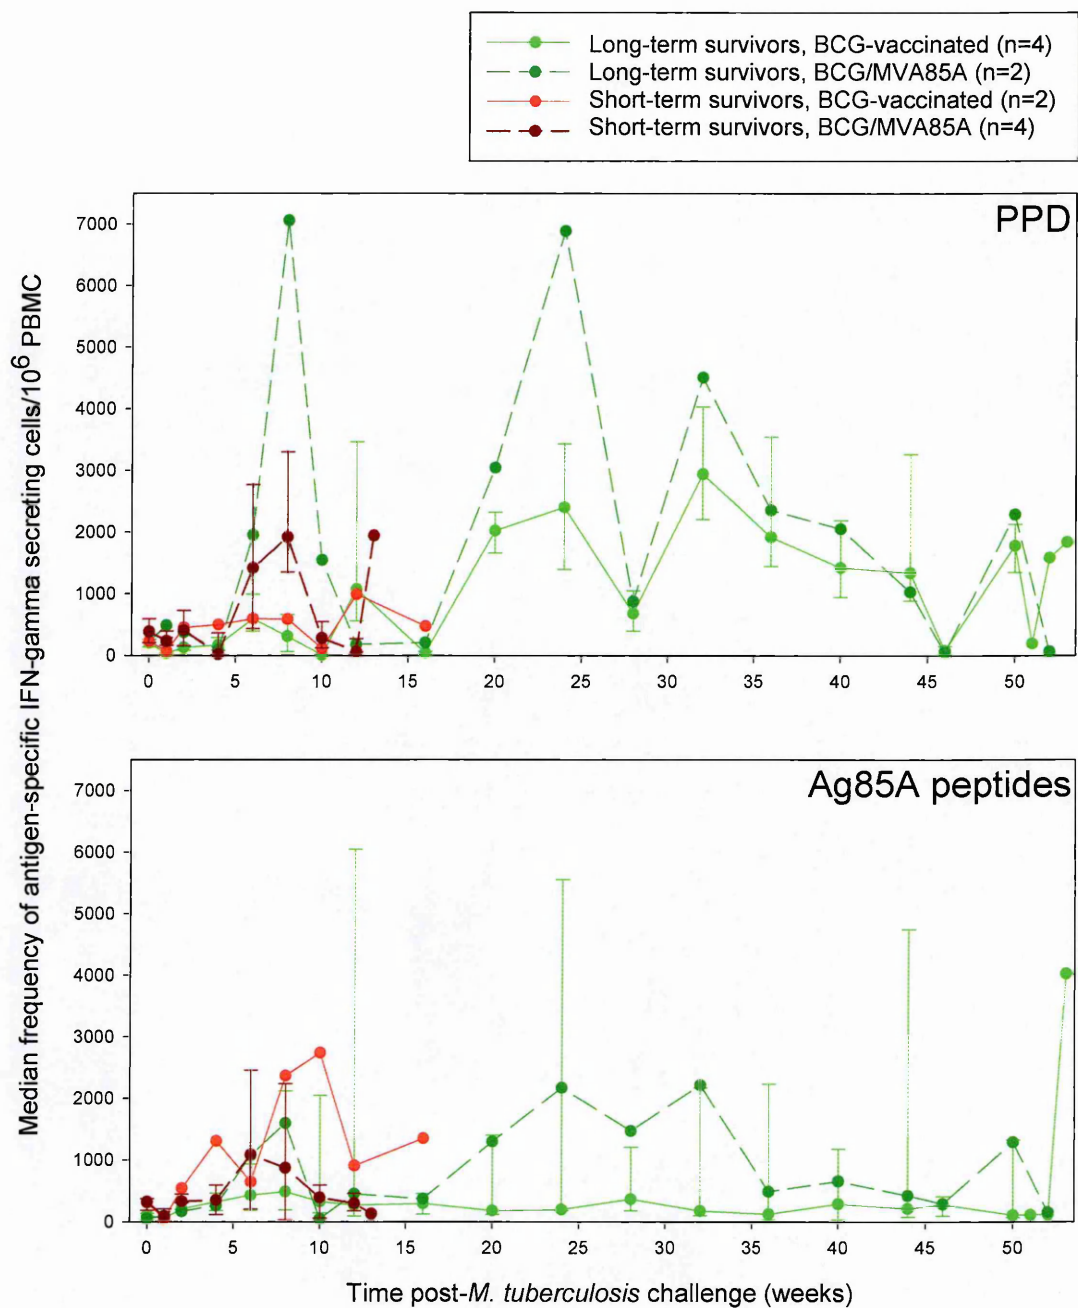 Long-term survivors, BCG-vaccinated (n=4)
Long-term survivors, BCG/MVA85A (n=2)
Short-term survivors, BCG-vaccinated (n=2)
Short-term survivors, BCG/MVA85A (n=4)
PPD
7000
6000
5000
4000
3000
2000
1000
0
0 5 10 15 20 25 30 35 40 45 50
Median frequency of antigen-specific IFN-gamma secreting cells/10⁶ PBMC
Ag85A peptides
7000
6000
5000
4000
3000
2000
1000
0
0 5 10 15 20 25 30 35 40 45 50
Time post-M. tuberculosis challenge (weeks)